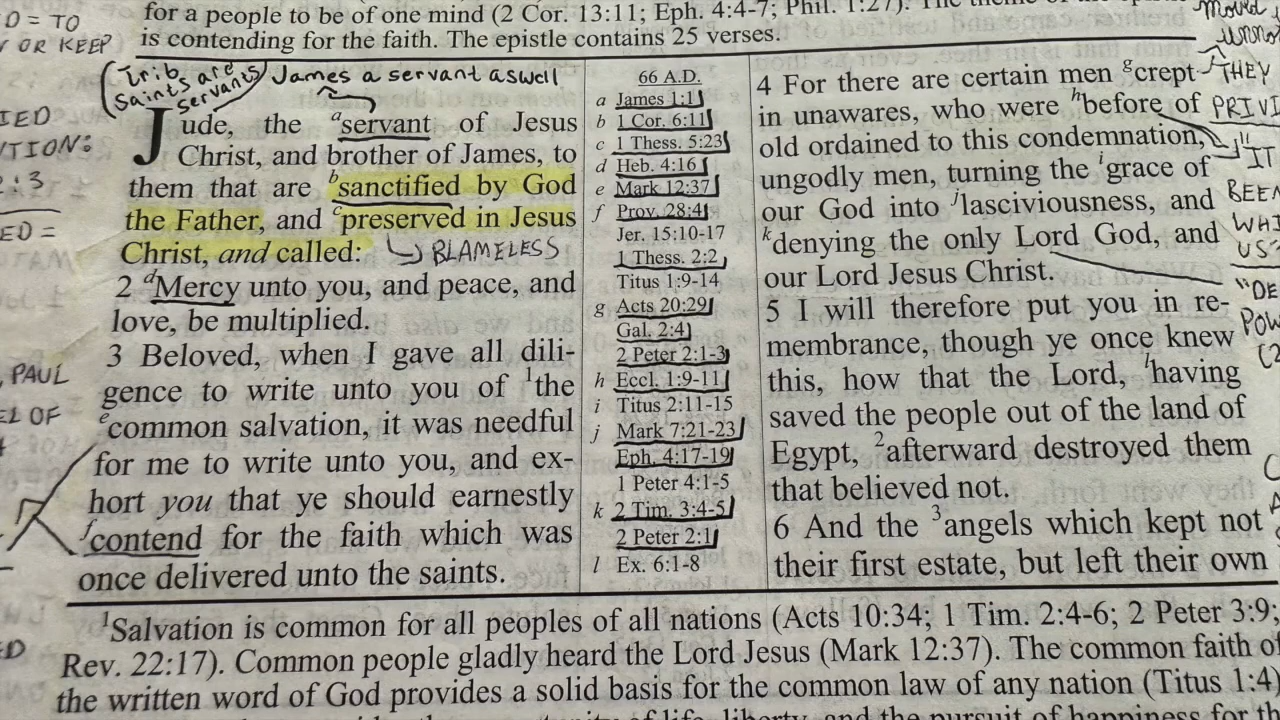 for a people to be of one mind (2 Cor. 13:11; Eph. 4:4-7; Phil. 1:27). The
is contending for the faith. The epistle contains 25 verses.
O = TO
OR KEEP
Trib. are
Saints
servants
James a servant aswell
Jude, the ᵃservant of Jesus
Christ, and brother of James, to
them that are ᵇsanctified by God
the Father, and ᶜpreserved in Jesus
Christ, and called:
BLAMELESS
2 ᵈMercy unto you, and peace, and
love, be multiplied.
3 Beloved, when I gave all dili-
gence to write unto you of ¹the
ᵉcommon salvation, it was needful
for me to write unto you, and ex-
hort you that ye should earnestly
ᶠcontend for the faith which was
once delivered unto the saints.
PAUL
OF
66 A.D.
a James 1:1
b 1 Cor. 6:11
c 1 Thess. 5:23
d Heb. 4:16
e Mark 12:37
f Prov. 28:4
Jer. 15:10-17
1 Thess. 2:2
Titus 1:9-14
g Acts 20:29
Gal. 2:4
2 Peter 2:1-3
h Eccl. 1:9-11
i Titus 2:11-15
j Mark 7:21-23
Eph. 4:17-19
1 Peter 4:1-5
k 2 Tim. 3:4-5
2 Peter 2:1
l Ex. 6:1-8
4 For there are certain men ᵍcrept
in unawares, who were ʰbefore of
old ordained to this condemnation,
ungodly men, turning the ⁱgrace of
our God into ʲlasciviousness, and
ᵏdenying the only Lord God, and
our Lord Jesus Christ.
5 I will therefore put you in re-
membrance, though ye once knew
this, how that the Lord, ˡhaving
saved the people out of the land of
Egypt, ²afterward destroyed them
that believed not.
6 And the ³angels which kept not
their first estate, but left their own
THEY
IT
US
¹Salvation is common for all peoples of all nations (Acts 10:34; 1 Tim. 2:4-6; 2 Peter 3:9;
Rev. 22:17). Common people gladly heard the Lord Jesus (Mark 12:37). The common faith of
the written word of God provides a solid basis for the common law of any nation (Titus 1:4)
of life, liberty, and the pursuit of happiness for